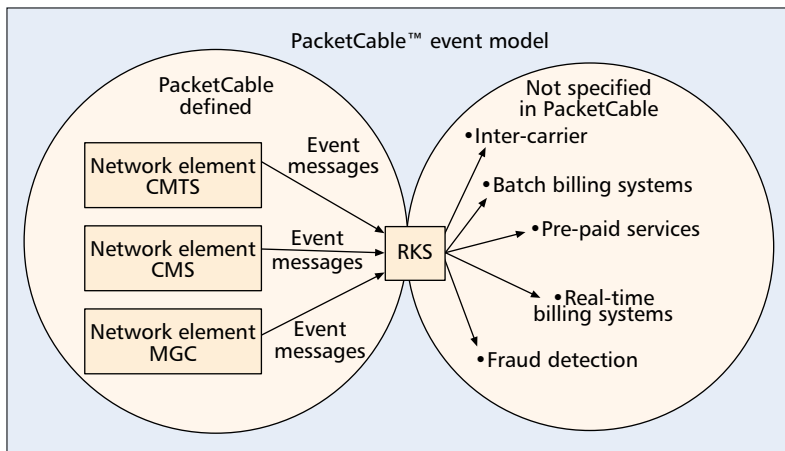 PacketCable™ event model
PacketCable
defined
Network element
CMTS
Event
messages
Network element
CMS
Event
messages
Network element
MGC
Event
messages
RKS
Not specified
in PacketCable
•Inter-carrier
•Batch billing systems
•Pre-paid services
•Real-time
billing systems
•Fraud detection